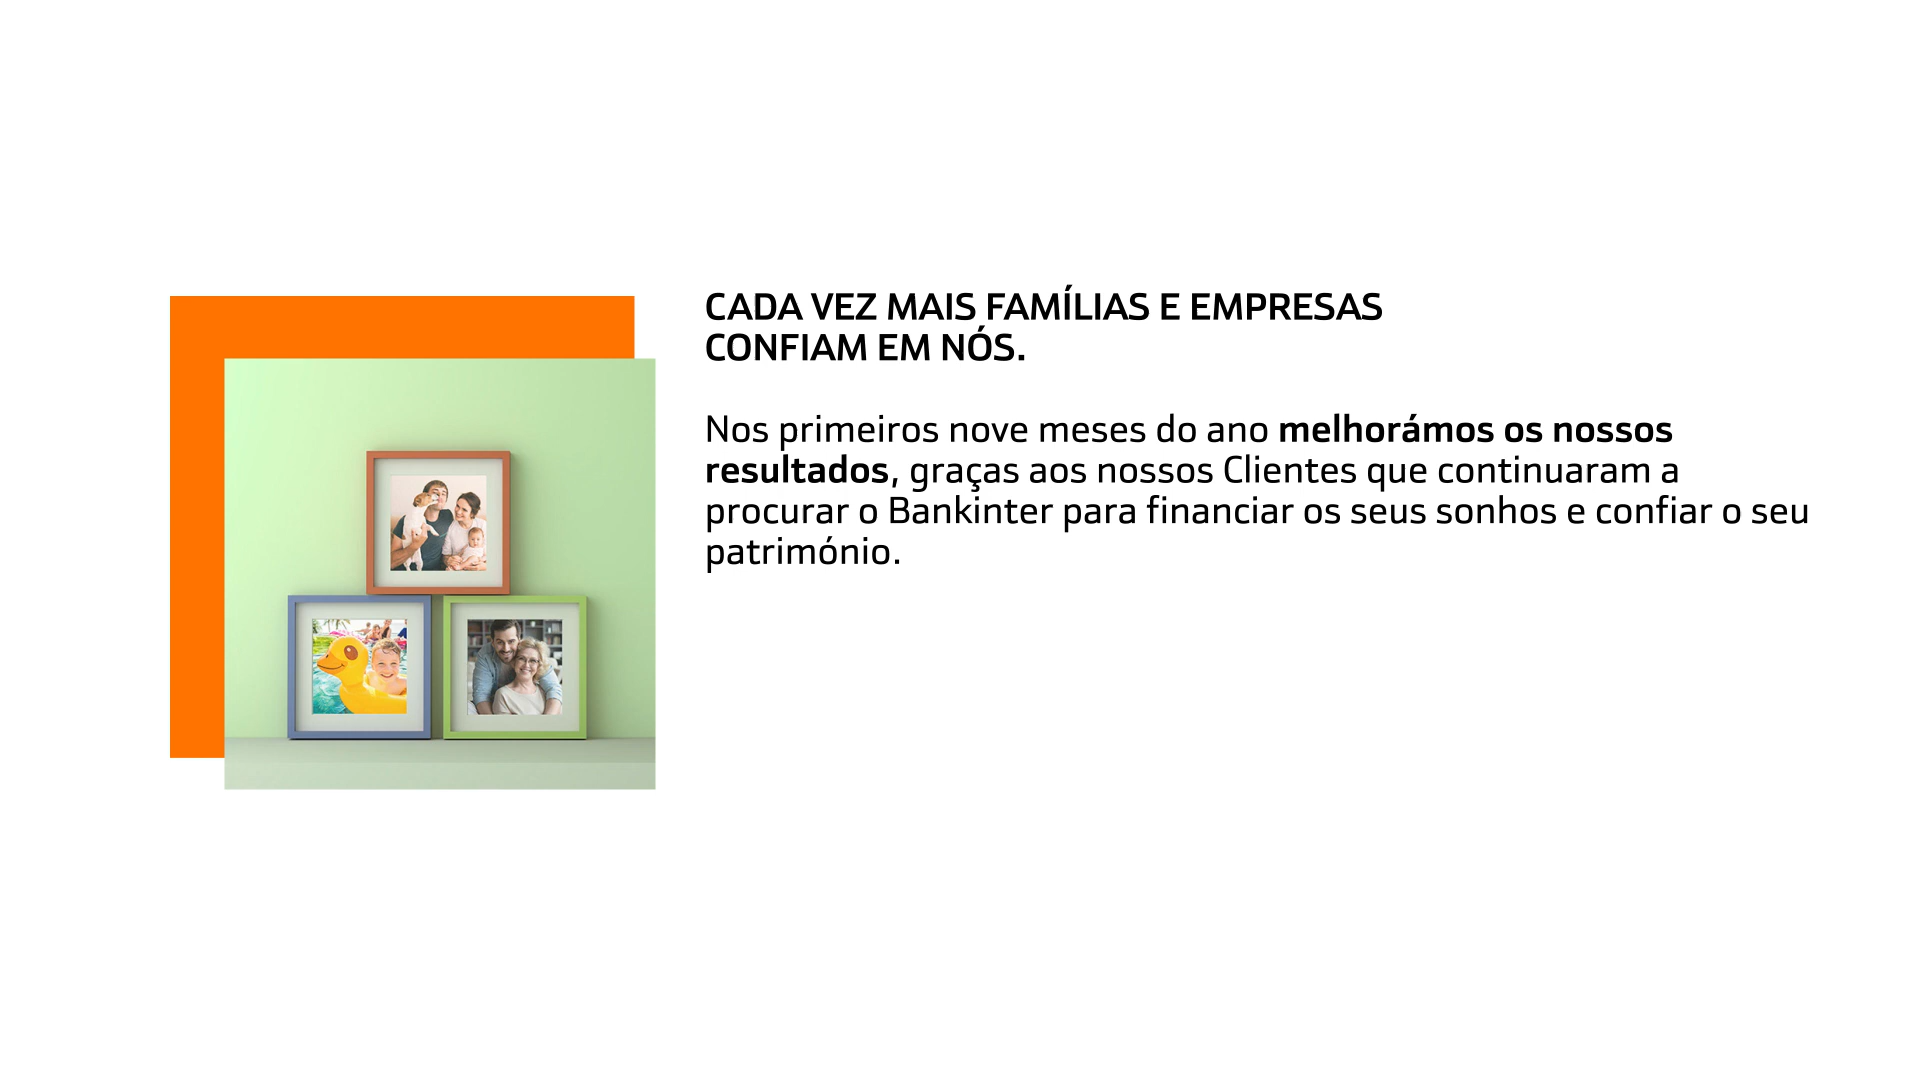 CADA VEZ MAIS FAMÍLIAS E EMPRESAS
CONFIAM EM NÓS.
Nos primeiros nove meses do ano melhorámos os nossos
resultados, graças aos nossos Clientes que continuaram a
procurar o Bankinter para financiar os seus sonhos e confiar o seu
património.